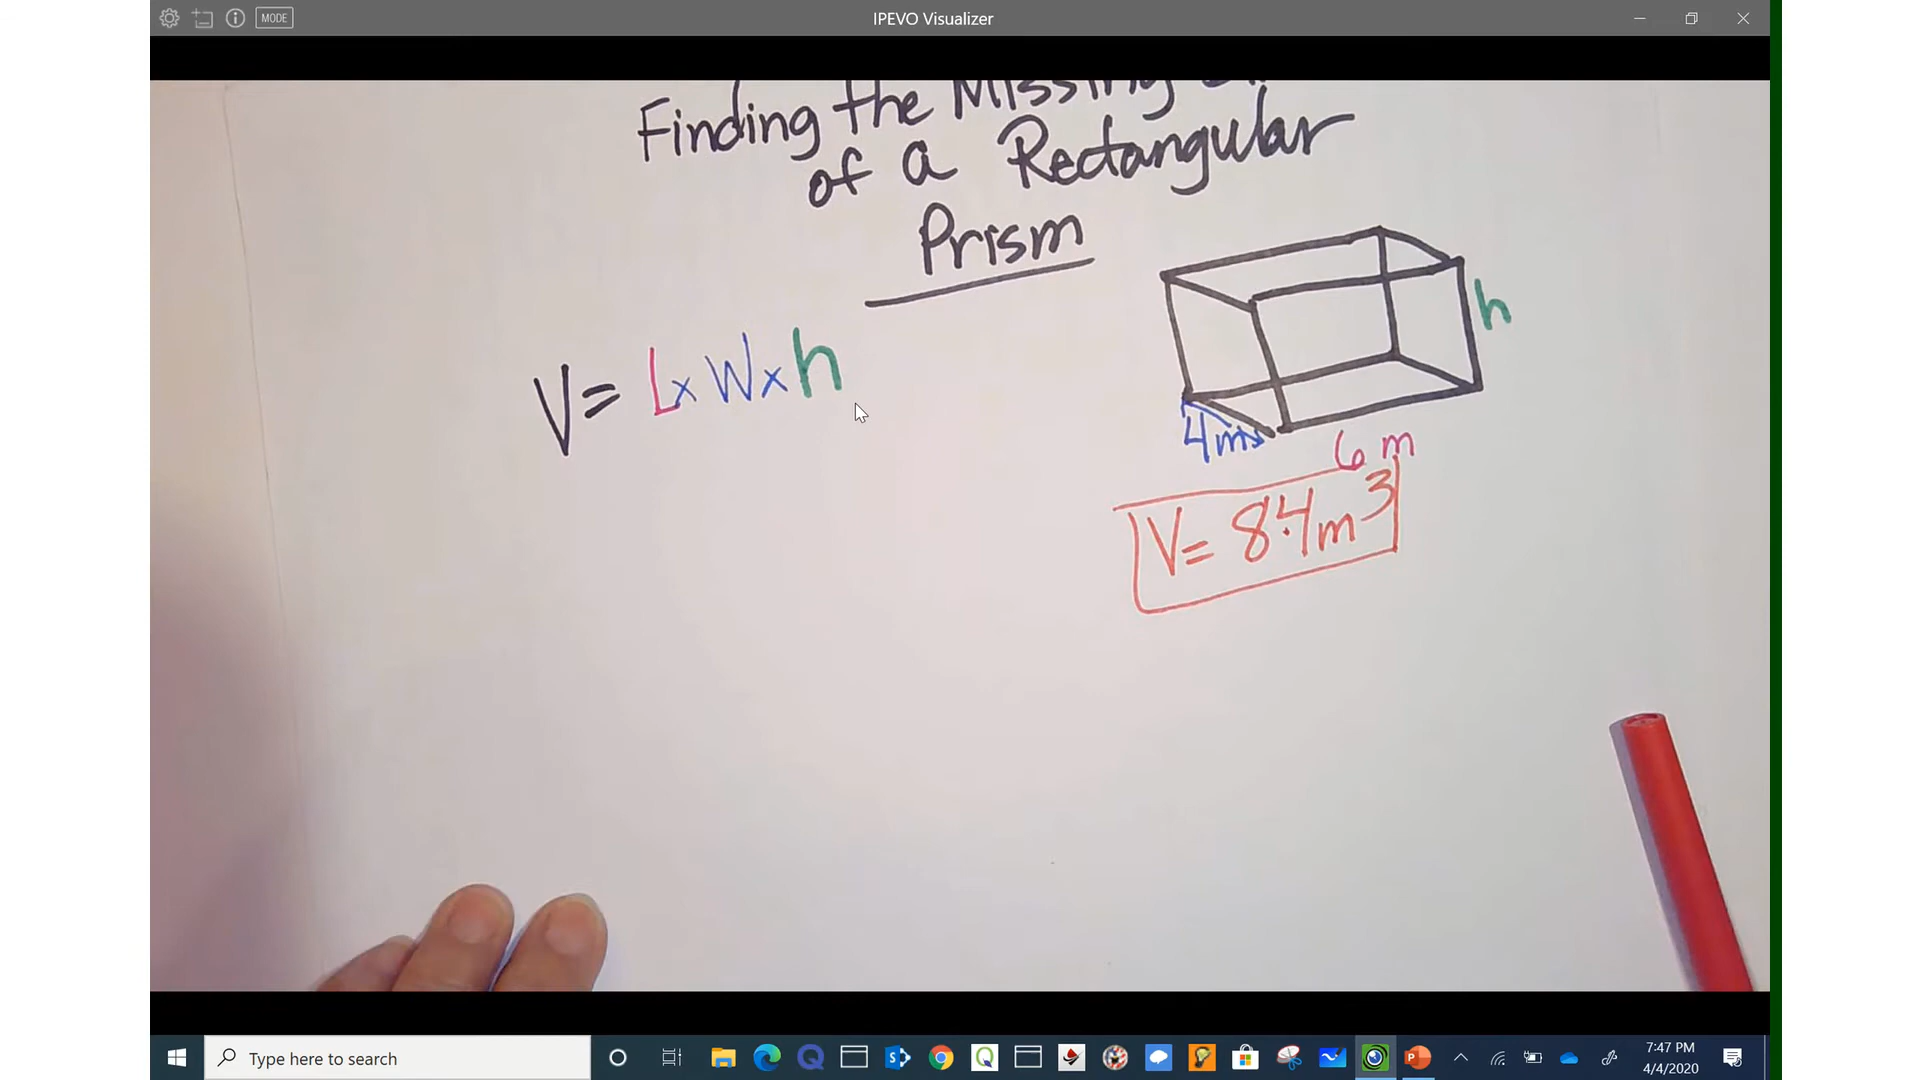 IPEVO Visualizer
MODE
Finding the Missing
of a Rectangular
Prism
h
V= L x W x h
4m
6 m
V= 84m³
Type here to search
7:47 PM
4/4/2020